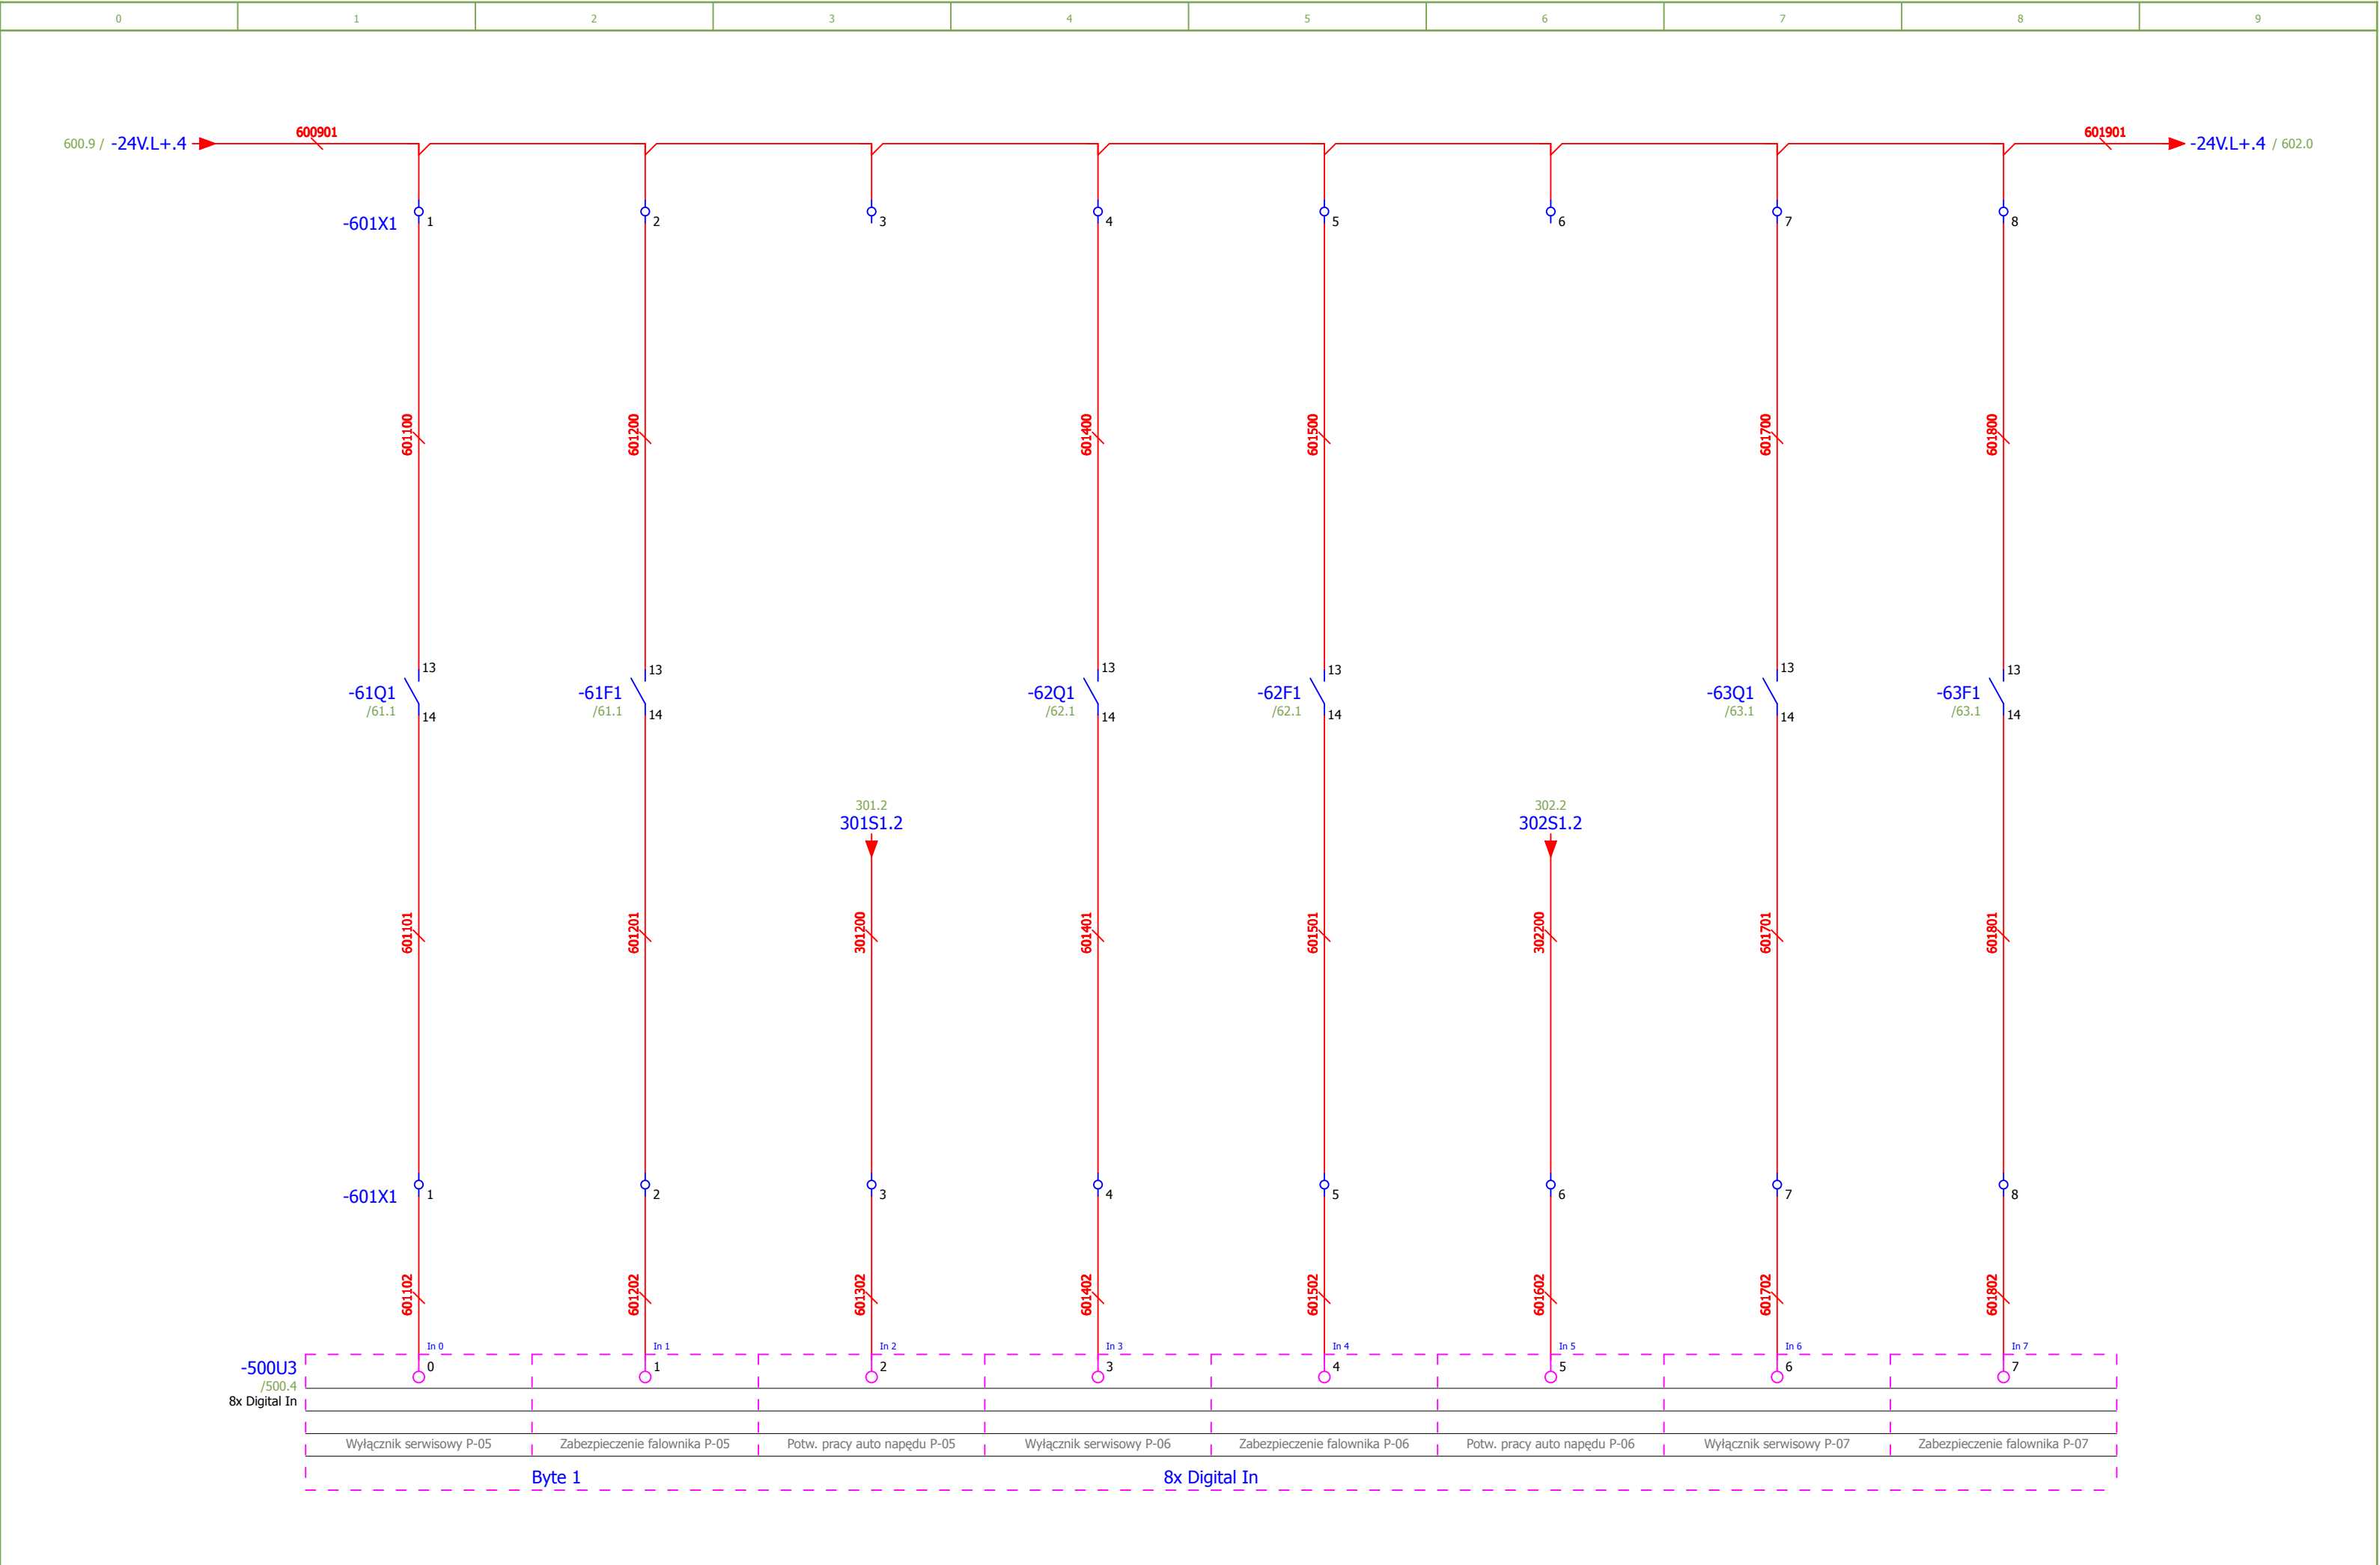 0 1 2 3 4 5 6 7 8 9
600901 601901
600.9 / -24V.L+.4 -24V.L+.4 / 602.0
-601X1 1 2 3 4 5 6 7 8
601100 601200 601400 601500 601700 601800
13 13 13 13 13 13
-61Q1 -61F1 -62Q1 -62F1 -63Q1 -63F1
/61.1 /61.1 /62.1 /62.1 /63.1 /63.1
14 14 14 14 14 14
301.2 302.2
301S1.2 302S1.2
601101 601201 301200 601401 601501 302200 601701 601801
-601X1 1 2 3 4 5 6 7 8
601102 601202 601302 601402 601502 601602 601702 601802
In 0 In 1 In 2 In 3 In 4 In 5 In 6 In 7
-500U3 0 1 2 3 4 5 6 7
/500.4
8x Digital In
Wyłącznik serwisowy P-05 Zabezpieczenie falownika P-05 Potw. pracy auto napędu P-05 Wyłącznik serwisowy P-06 Zabezpieczenie falownika P-06 Potw. pracy auto napędu P-06 Wyłącznik serwisowy P-07 Zabezpieczenie falownika P-07
Byte 1 8x Digital In